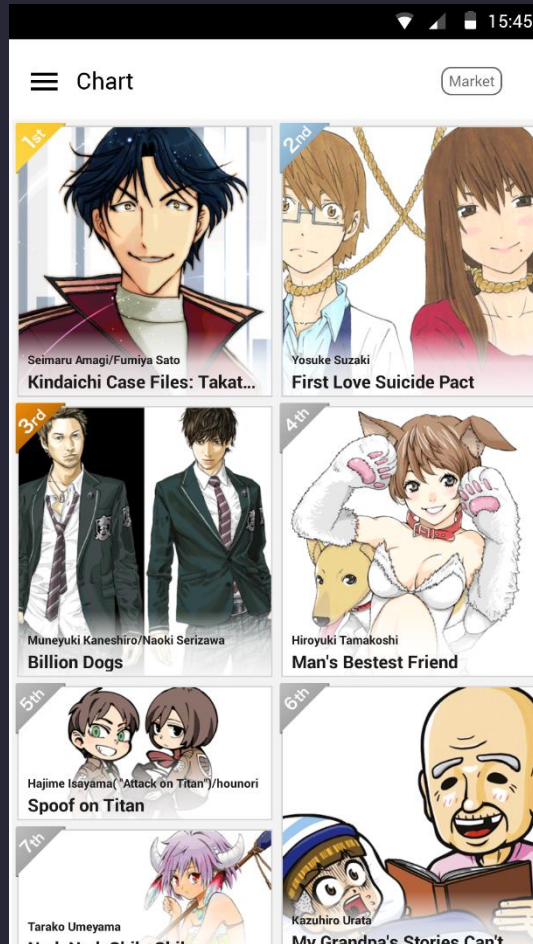 15:45
Chart
Market
1st
Seimaru Amagi/Fumiya Sato
Kindaichi Case Files: Takat...
2nd
Yosuke Suzaki
First Love Suicide Pact
3rd
Muneyuki Kaneshiro/Naoki Serizawa
Billion Dogs
4th
Hiroyuki Tamakoshi
Man's Bestest Friend
5th
Hajime Isayama( "Attack on Titan")/hounori
Spoof on Titan
6th
Kazuhiro Urata
My Grandpa's Stories Can't
7th
Tarako Umeyama